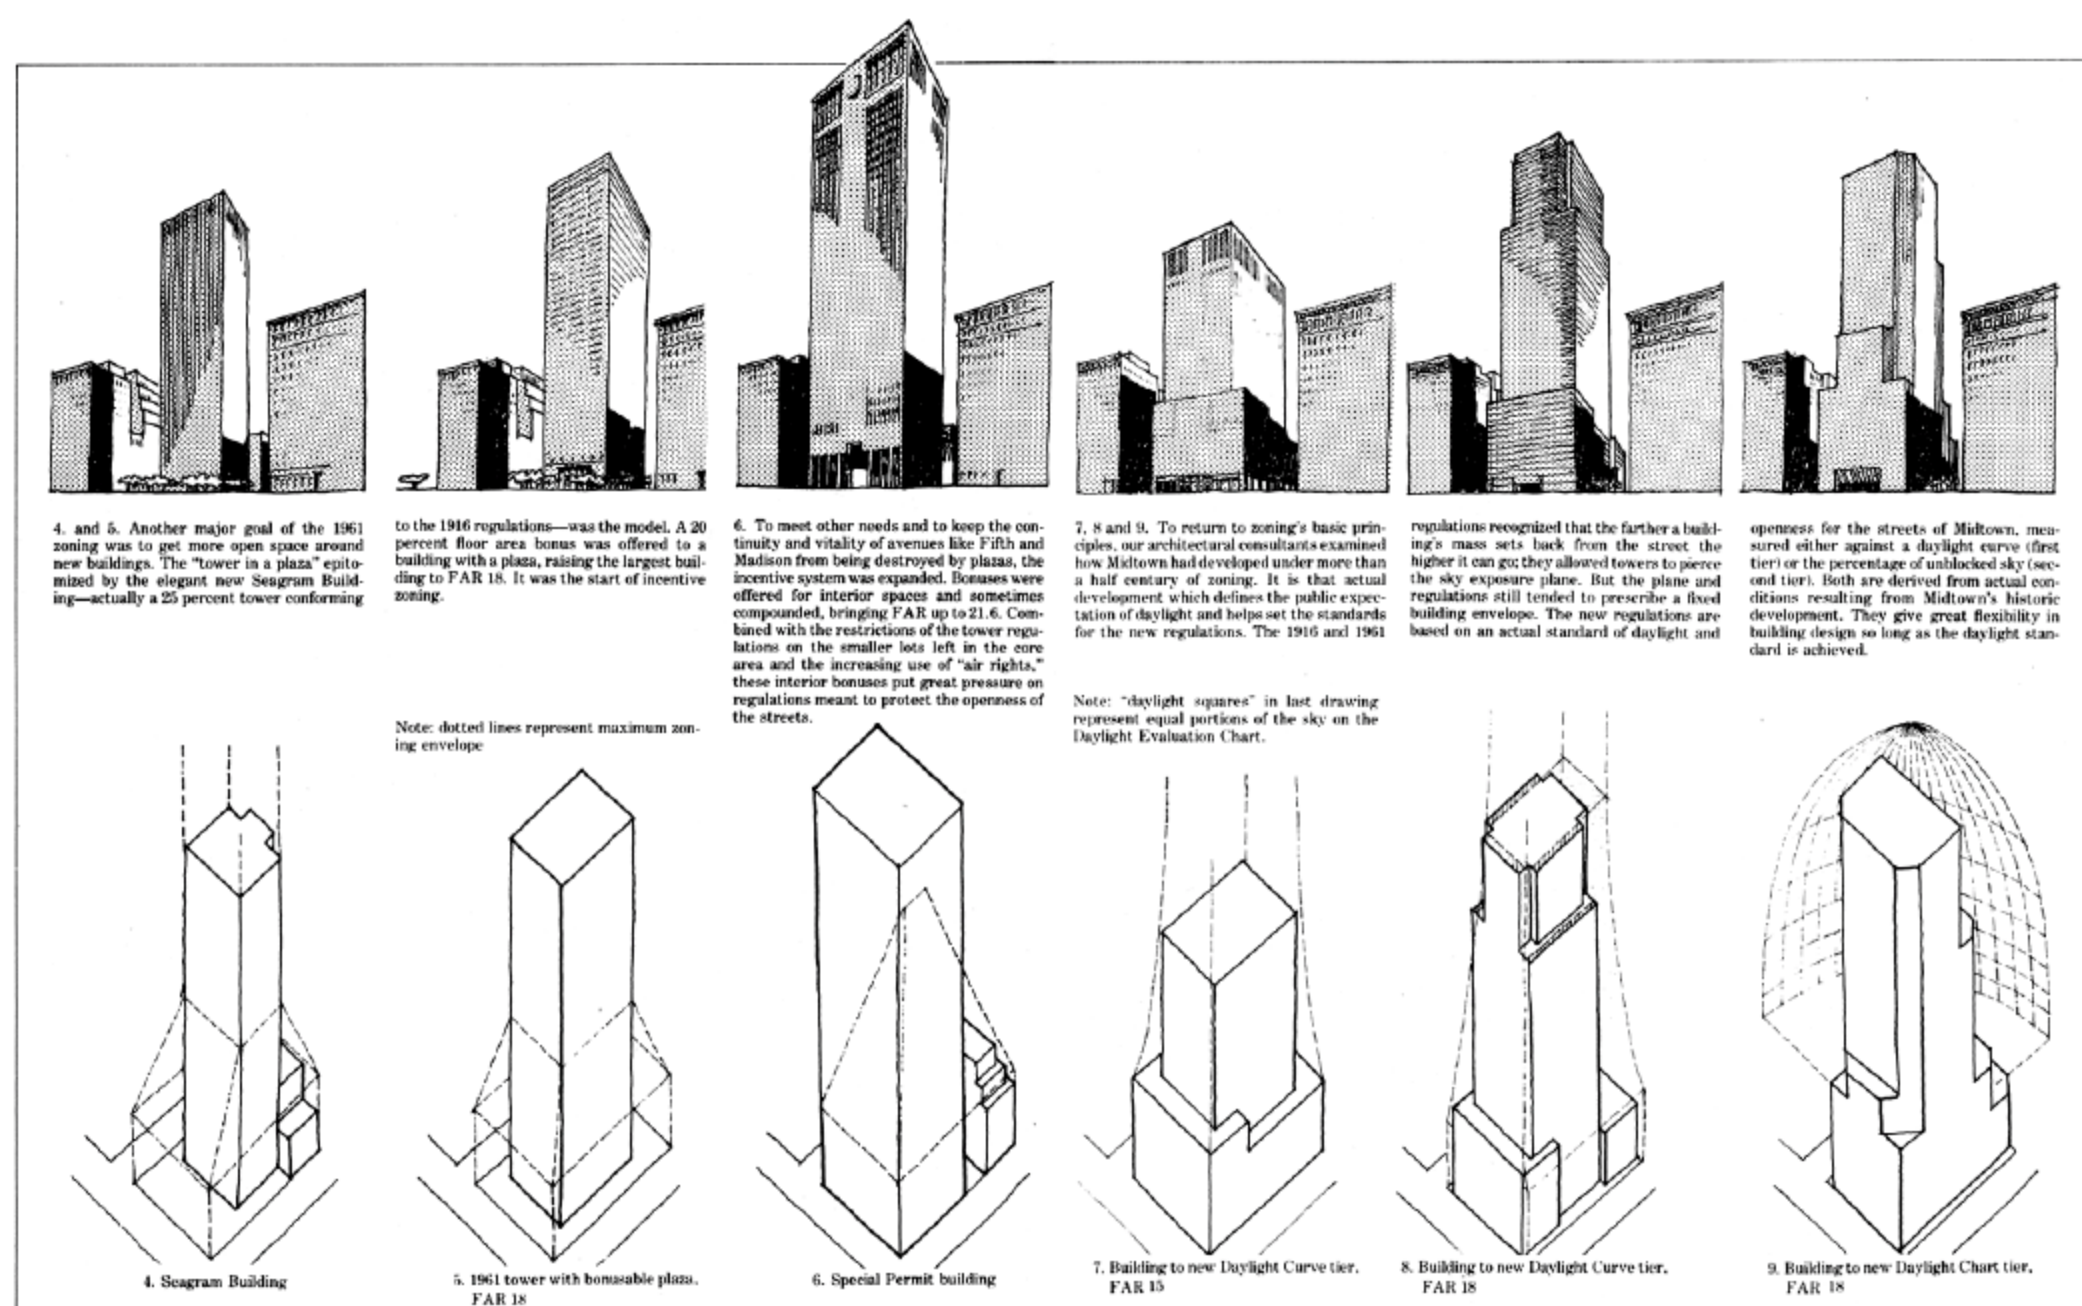 4. and 5. Another major goal of the 1961
zoning was to get more open space around
new buildings. The "tower in a plaza" epito-
mized by the elegant new Seagram Build-
ing—actually a 25 percent tower conforming
to the 1916 regulations—was the model. A 20
percent floor area bonus was offered to a
building with a plaza, raising the largest buil-
ding to FAR 18. It was the start of incentive
zoning.
6. To meet other needs and to keep the con-
tinuity and vitality of avenues like Fifth and
Madison from being destroyed by plazas, the
incentive system was expanded. Bonuses were
offered for interior spaces and sometimes
compounded, bringing FAR up to 21.6. Com-
bined with the restrictions of the tower regu-
lations on the smaller lots left in the core
area and the increasing use of "air rights,"
these interior bonuses put great pressure on
regulations meant to protect the openness of
the streets.
7, 8 and 9. To return to zoning's basic prin-
ciples, our architectural consultants examined
how Midtown had developed under more than
a half century of zoning. It is that actual
development which defines the public expec-
tation of daylight and helps set the standards
for the new regulations. The 1916 and 1961
regulations recognized that the farther a build-
ing's mass sets back from the street the
higher it can go; they allowed towers to pierce
the sky exposure plane. But the plane and
regulations still tended to prescribe a fixed
building envelope. The new regulations are
based on an actual standard of daylight and
openness for the streets of Midtown, mea-
sured either against a daylight curve (first
tier) or the percentage of unblocked sky (sec-
ond tier). Both are derived from actual con-
ditions resulting from Midtown's historic
development. They give great flexibility in
building design so long as the daylight stan-
dard is achieved.
Note: dotted lines represent maximum zon-
ing envelope
Note: "daylight squares" in last drawing
represent equal portions of the sky on the
Daylight Evaluation Chart.
4. Seagram Building
5. 1961 tower with bonusable plaza.
FAR 18
6. Special Permit building
7. Building to new Daylight Curve tier.
FAR 15
8. Building to new Daylight Curve tier.
FAR 18
9. Building to new Daylight Chart tier.
FAR 18